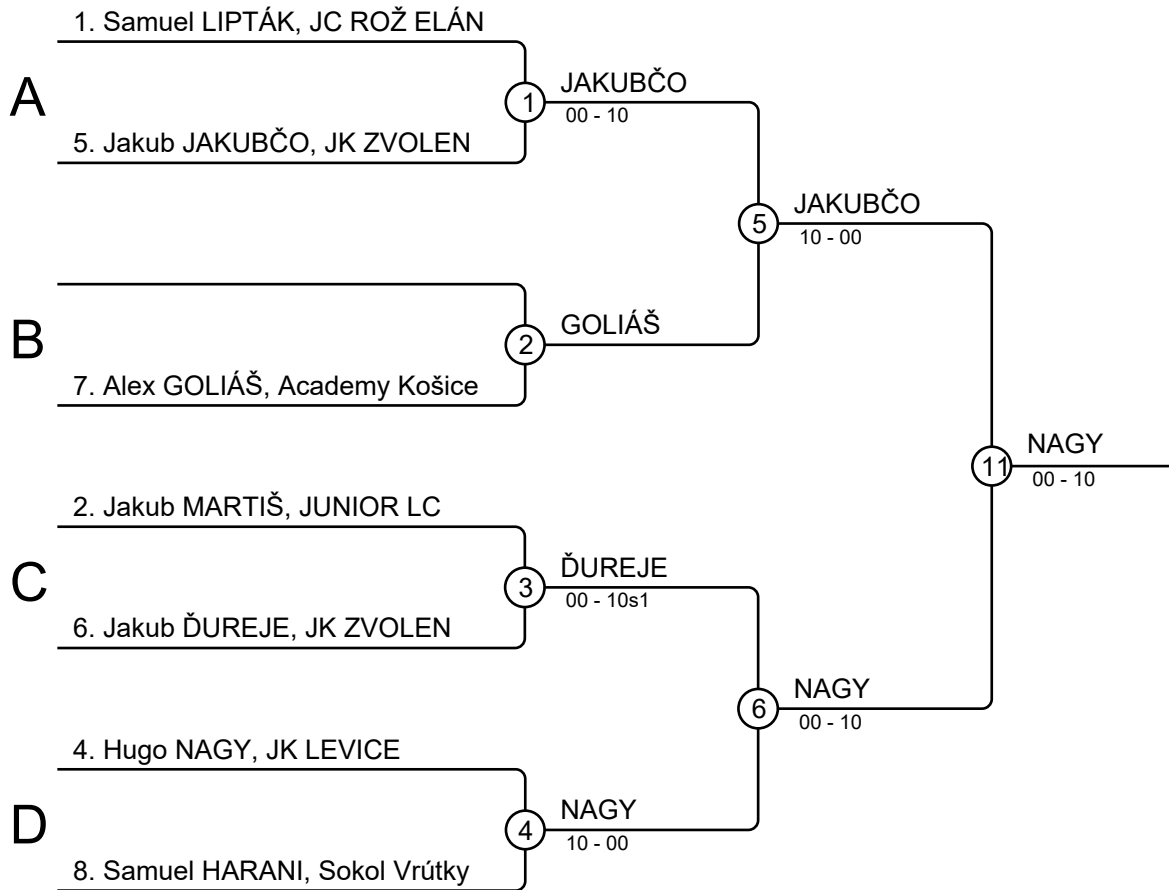 1. Samuel LIPTÁK, JC ROŽ ELÁN
A
1
JAKUBČO
00 - 10
5. Jakub JAKUBČO, JK ZVOLEN
5
JAKUBČO
10 - 00
B
2
GOLIÁŠ
7. Alex GOLIÁŠ, Academy Košice
11
NAGY
00 - 10
2. Jakub MARTIŠ, JUNIOR LC
C
3
ĎUREJE
00 - 10s1
6. Jakub ĎUREJE, JK ZVOLEN
6
NAGY
00 - 10
4. Hugo NAGY, JK LEVICE
D
4
NAGY
10 - 00
8. Samuel HARANI, Sokol Vrútky